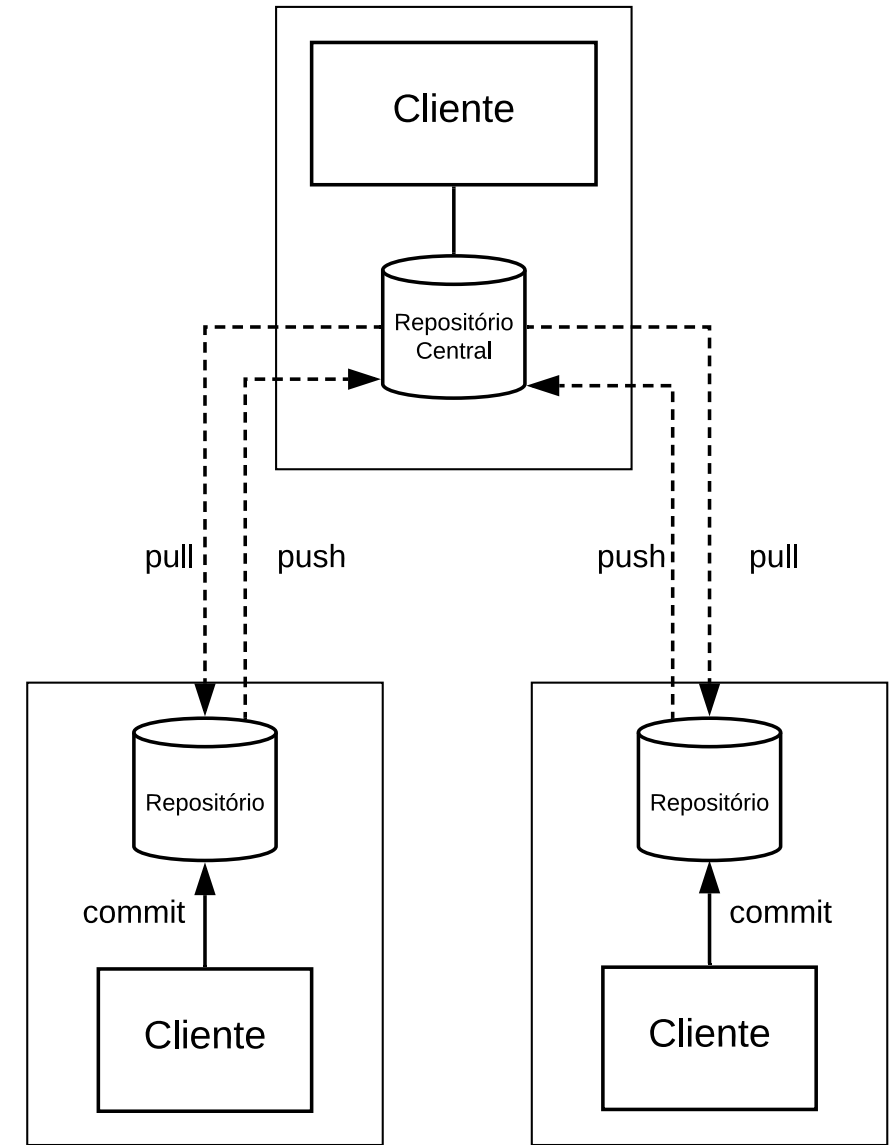 Cliente
Repositório
Central
pull
push
push
pull
Repositório
Repositório
commit
commit
Cliente
Cliente